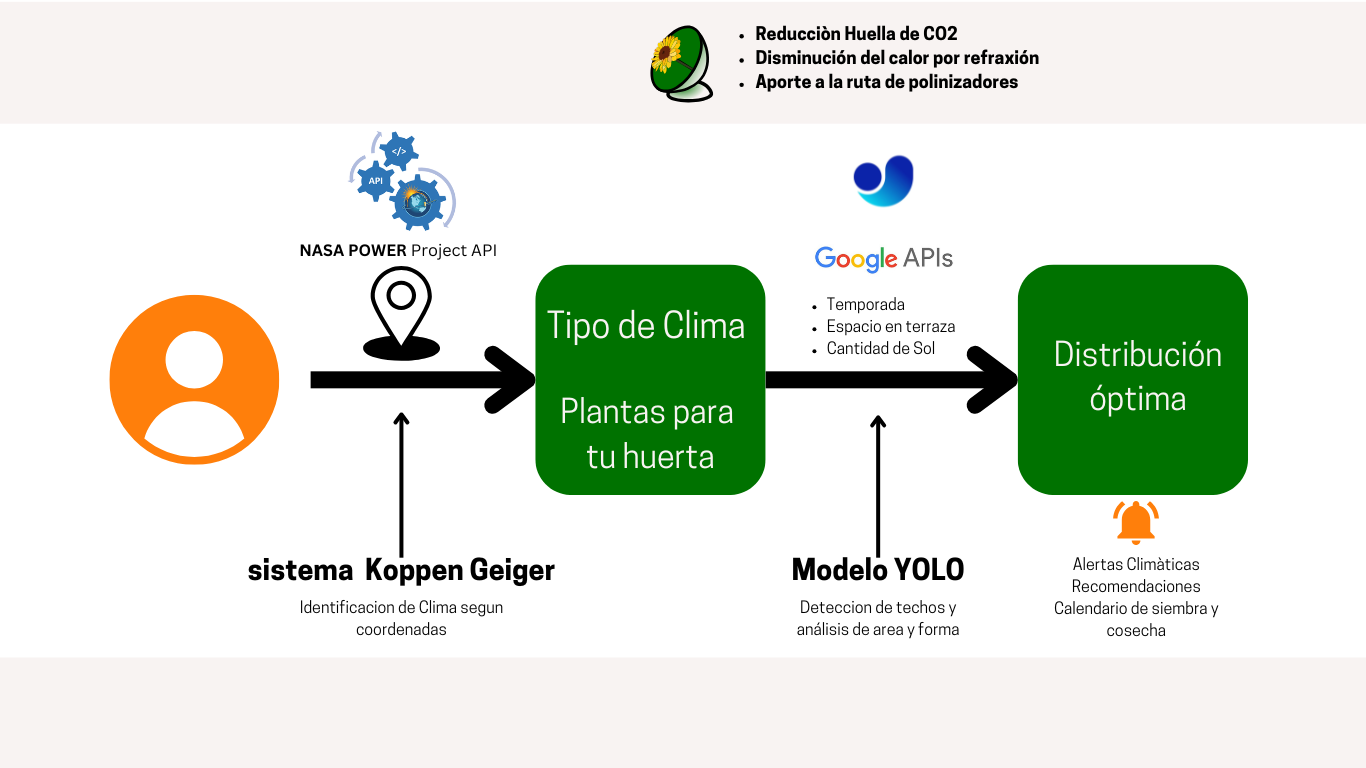 Reducciòn Huella de CO2
Disminución del calor por refraxión
Aporte a la ruta de polinizadores
</>
API
NASA POWER Project API
Google APIs
Temporada
Espacio en terraza
Cantidad de Sol
Tipo de Clima
Plantas para
tu huerta
Distribución
óptima
sistema Koppen Geiger
Identificacion de Clima segun
coordenadas
Modelo YOLO
Deteccion de techos y
análisis de area y forma
Alertas Climàticas
Recomendaciones
Calendario de siembra y
cosecha